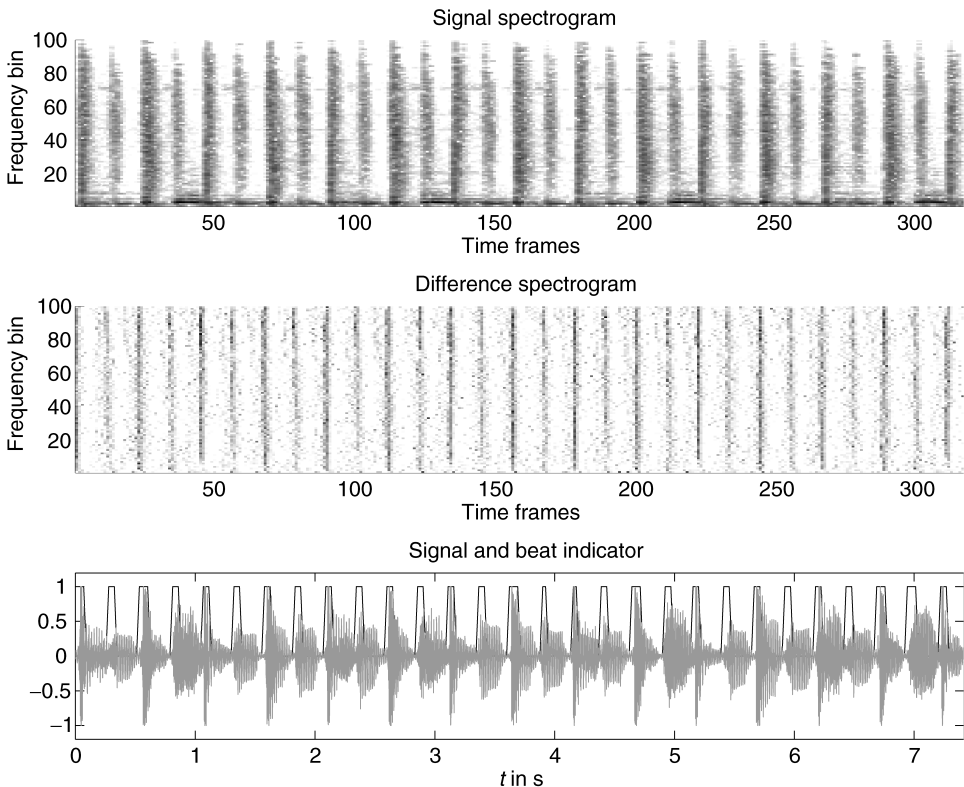 Signal spectrogram
100
80
60
40
20
Frequency bin
50 100 150 200 250 300
Time frames
Difference spectrogram
100
80
60
40
20
Frequency bin
50 100 150 200 250 300
Time frames
Signal and beat indicator
1
0.5
0
−0.5
−1
0 1 2 3 4 5 6 7
t in s